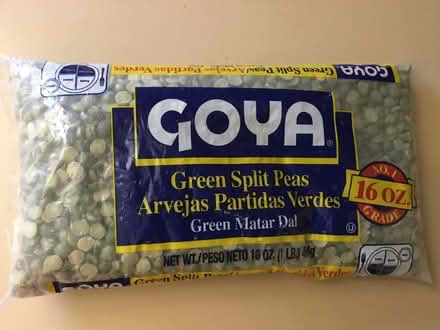 Green Split Peas/Arvejas Partidas Verdes
GOYA
GOYA
Green Split Peas
Arvejas Partidas Verdes
Green Matar Dal
NO. 1
16 OZ.
GRADE
U
NET WT./PESO NETO 16 OZ. (1 LB.)
Green Split Verdes
GOYA